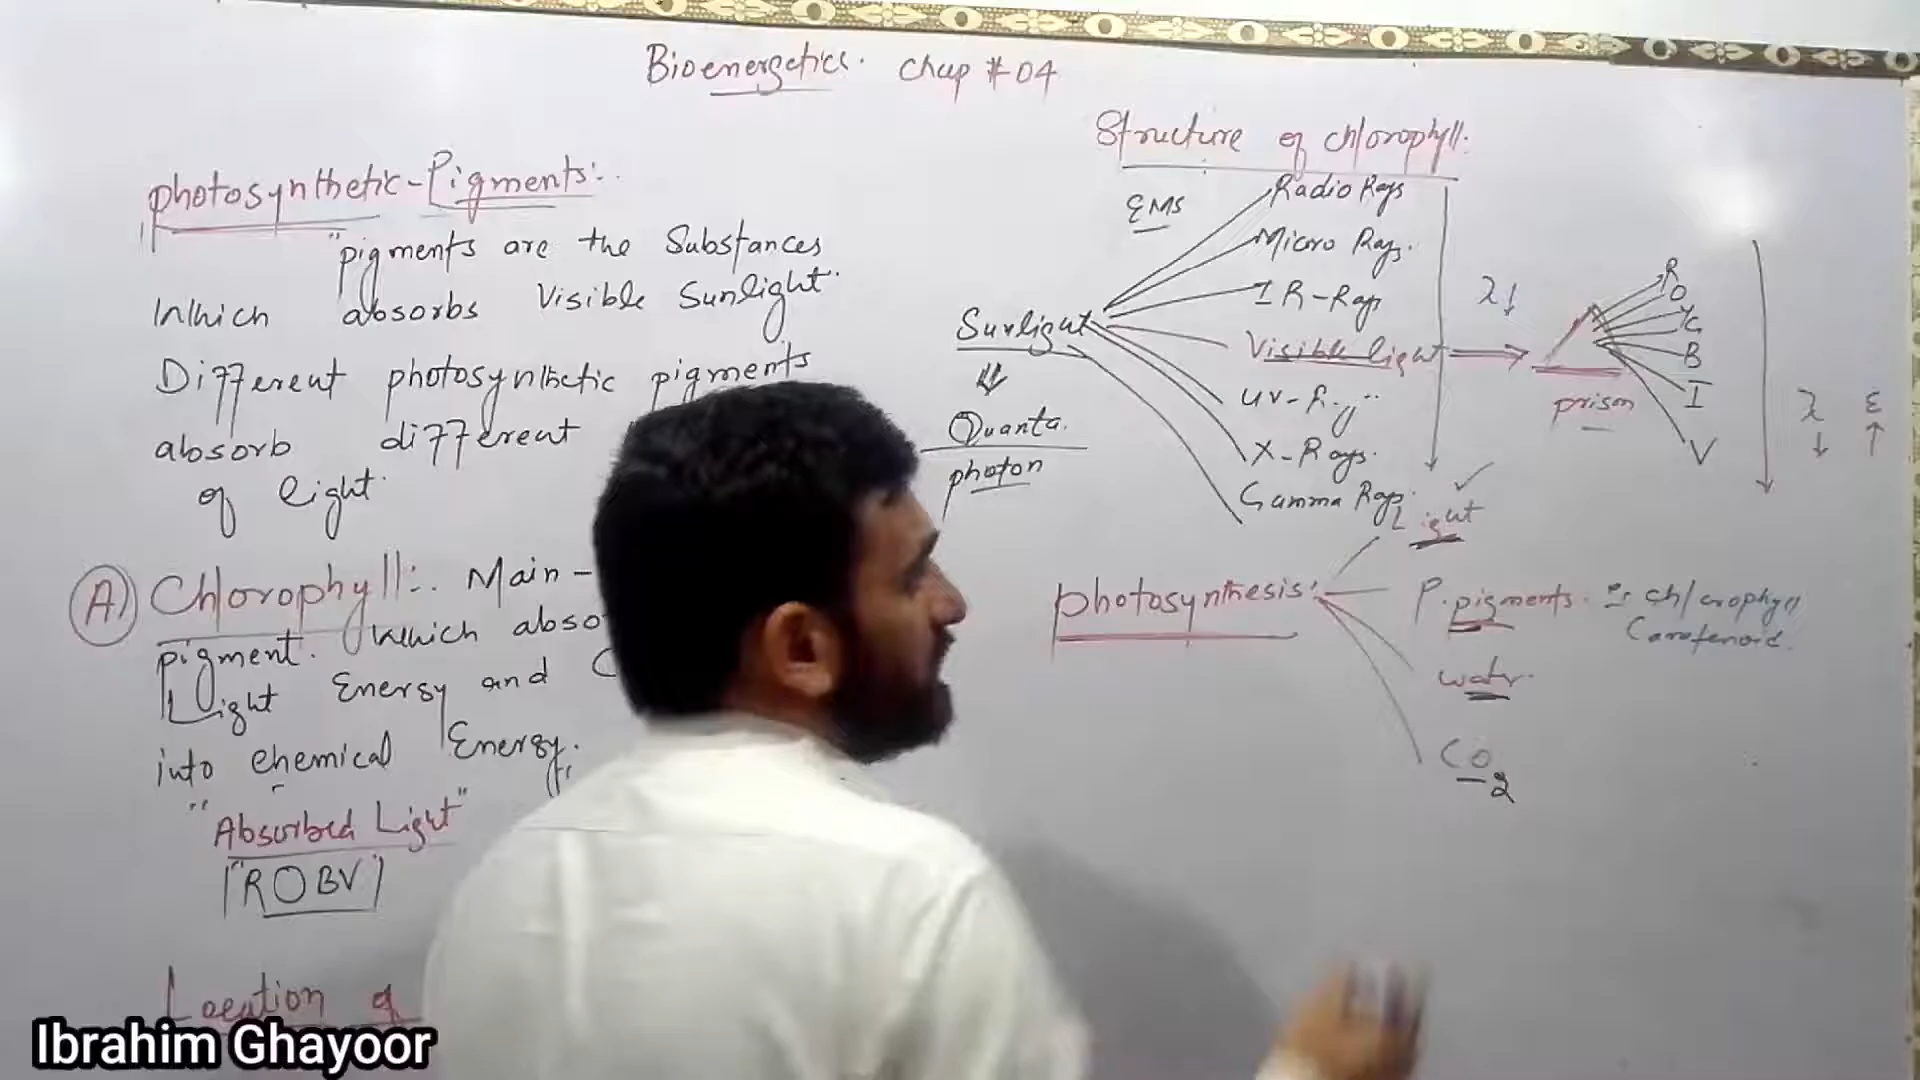 Bioenergetics. Chap # 04
photosynthetic-Pigments:.
"pigments are the Substances
Which absorbs Visible Sunlight"
Different photosynthetic pigments
absorb different
of light.
A) Chlorophyll:. Main -
pigment. Which abso
Light Energy and C
into chemical Energy.
"Absorbed Light"
"ROBV
Location of
Structure of chlorophyll:
EMS
Radio Rays
Micro Rays.
IR-Rays
Visible light
UV-Ray
X-Rays.
Gamma Rays.
Sunlight
Quanta.
photon
λ↓
prism
R
O
Y
G
B
I
V
λ ↓
E ↑
photosynthesis:
Light ✓
P.pigments. chlorophyll
Carotenoid.
water.
CO2
Ibrahim Ghayoor